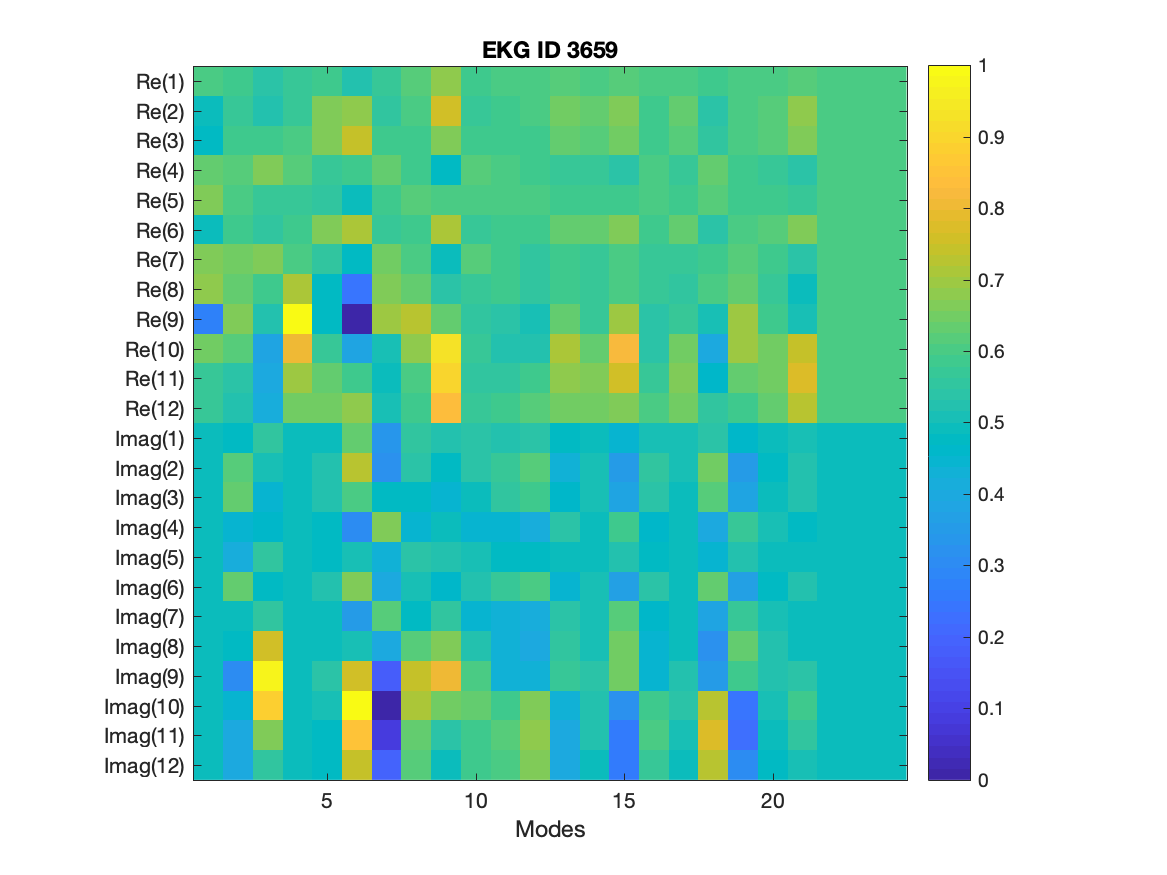 EKG ID 3659
Re(1)
Re(2)
Re(3)
Re(4)
Re(5)
Re(6)
Re(7)
Re(8)
Re(9)
Re(10)
Re(11)
Re(12)
Imag(1)
Imag(2)
Imag(3)
Imag(4)
Imag(5)
Imag(6)
Imag(7)
Imag(8)
Imag(9)
Imag(10)
Imag(11)
Imag(12)
5 10 15 20
Modes
1
0.9
0.8
0.7
0.6
0.5
0.4
0.3
0.2
0.1
0